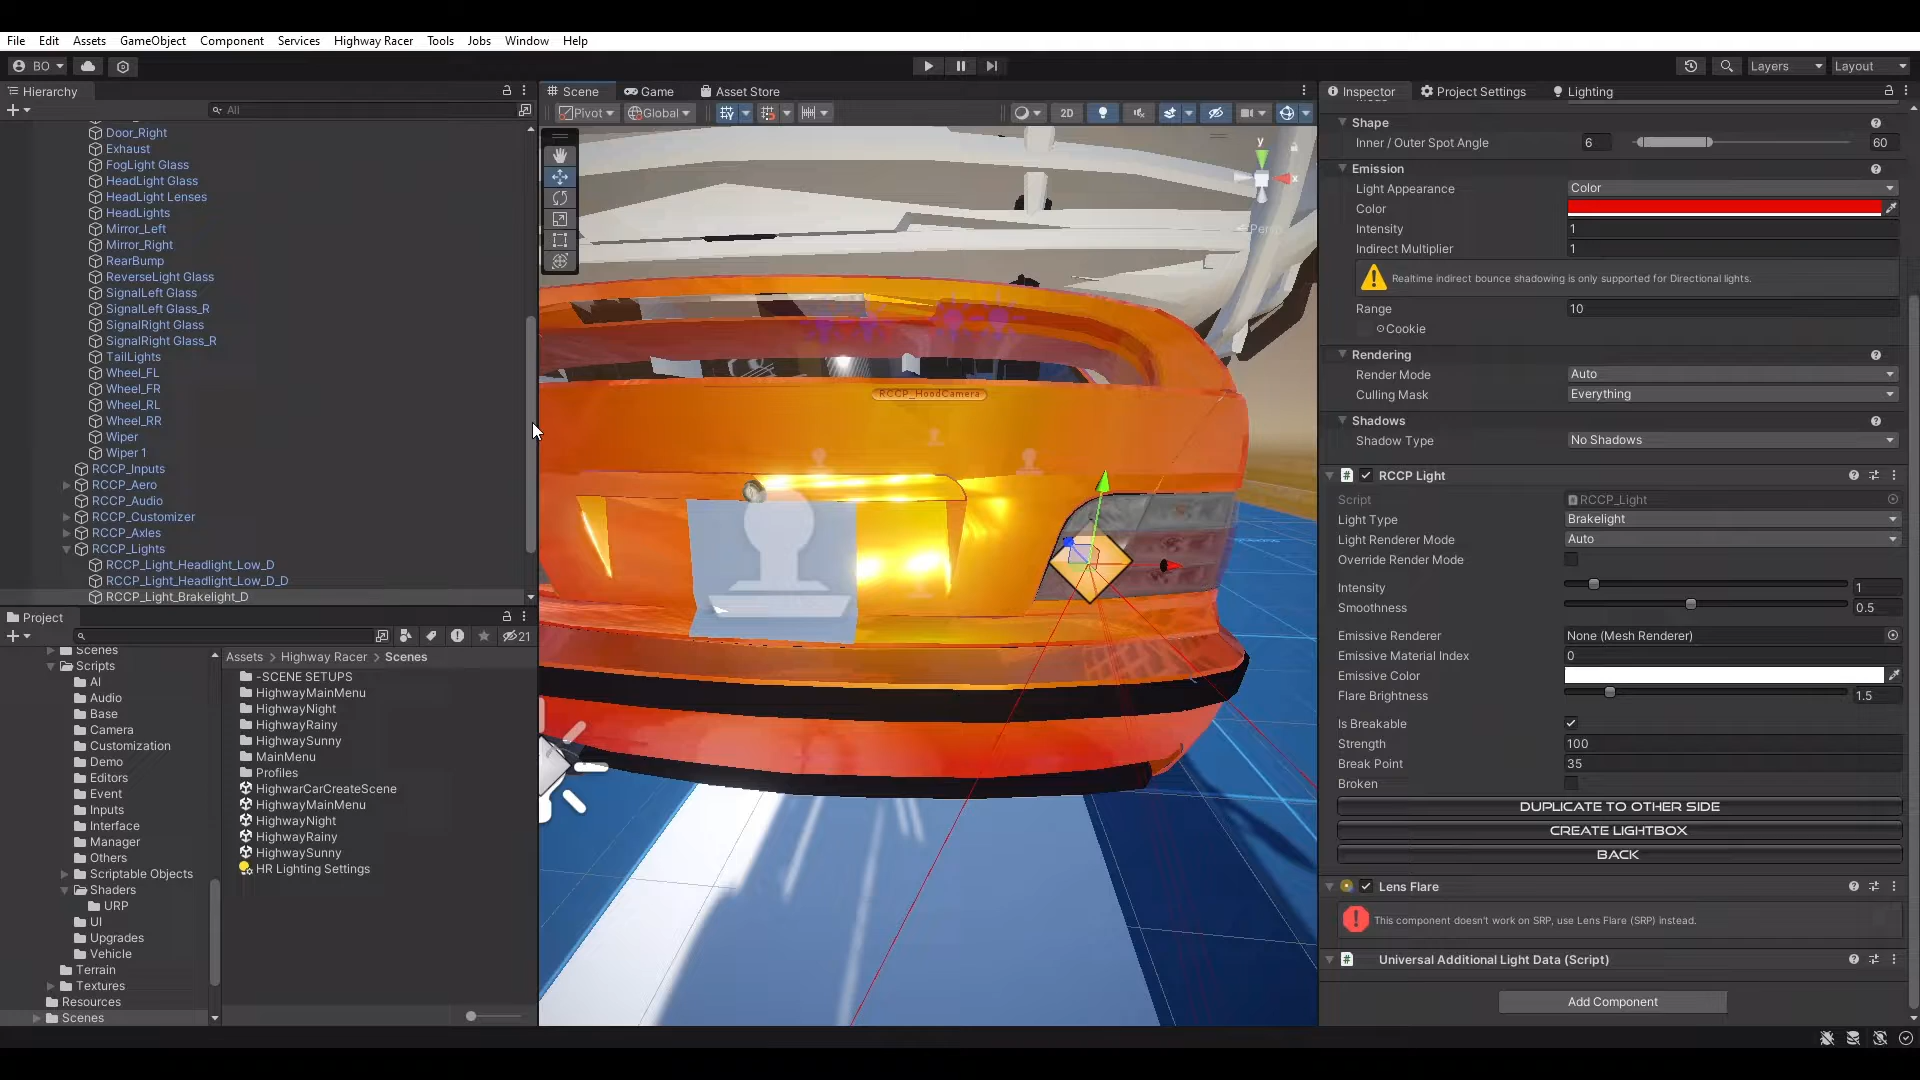 File Edit Assets GameObject Component Services Highway Racer Tools Jobs Window Help
BO
Layers Layout
Hierarchy
All
Door_Right
Exhaust
FogLight Glass
HeadLight Glass
HeadLight Lenses
HeadLights
Mirror_Left
Mirror_Right
RearBump
ReverseLight Glass
SignalLeft Glass
SignalLeft Glass_R
SignalRight Glass
SignalRight Glass_R
TailLights
Wheel_FL
Wheel_FR
Wheel_RL
Wheel_RR
Wiper
Wiper 1
RCCP_Inputs
RCCP_Aero
RCCP_Audio
RCCP_Customizer
RCCP_Axles
RCCP_Lights
RCCP_Light_Headlight_Low_D
RCCP_Light_Headlight_Low_D_D
RCCP_Light_Brakelight_D
Project
21
Scenes
Scripts
AI
Audio
Base
Camera
Customization
Demo
Editors
Event
Inputs
Interface
Manager
Others
Scriptable Objects
Shaders
URP
UI
Upgrades
Vehicle
Terrain
Textures
Resources
Scenes
Assets > Highway Racer > Scenes
-SCENE SETUPS
HighwayMainMenu
HighwayNight
HighwayRainy
HighwaySunny
MainMenu
Profiles
HighwarCarCreateScene
HighwayMainMenu
HighwayNight
HighwayRainy
HighwaySunny
HR Lighting Settings
Scene Game Asset Store
Pivot Global 2D
y
x
Persp
RCCP_HoodCamera
Inspector Project Settings Lighting
Shape
Inner / Outer Spot Angle 6 60
Emission
Light Appearance Color
Color
Intensity 1
Indirect Multiplier 1
Realtime indirect bounce shadowing is only supported for Directional lights.
Range 10
Cookie
Rendering
Render Mode Auto
Culling Mask Everything
Shadows
Shadow Type No Shadows
RCCP Light
Script RCCP_Light
Light Type Brakelight
Light Renderer Mode Auto
Override Render Mode
Intensity 1
Smoothness 0.5
Emissive Renderer None (Mesh Renderer)
Emissive Material Index 0
Emissive Color
Flare Brightness 1.5
Is Breakable
Strength 100
Break Point 35
Broken
DUPLICATE TO OTHER SIDE
CREATE LIGHTBOX
BACK
Lens Flare
This component doesn't work on SRP, use Lens Flare (SRP) instead.
Universal Additional Light Data (Script)
Add Component